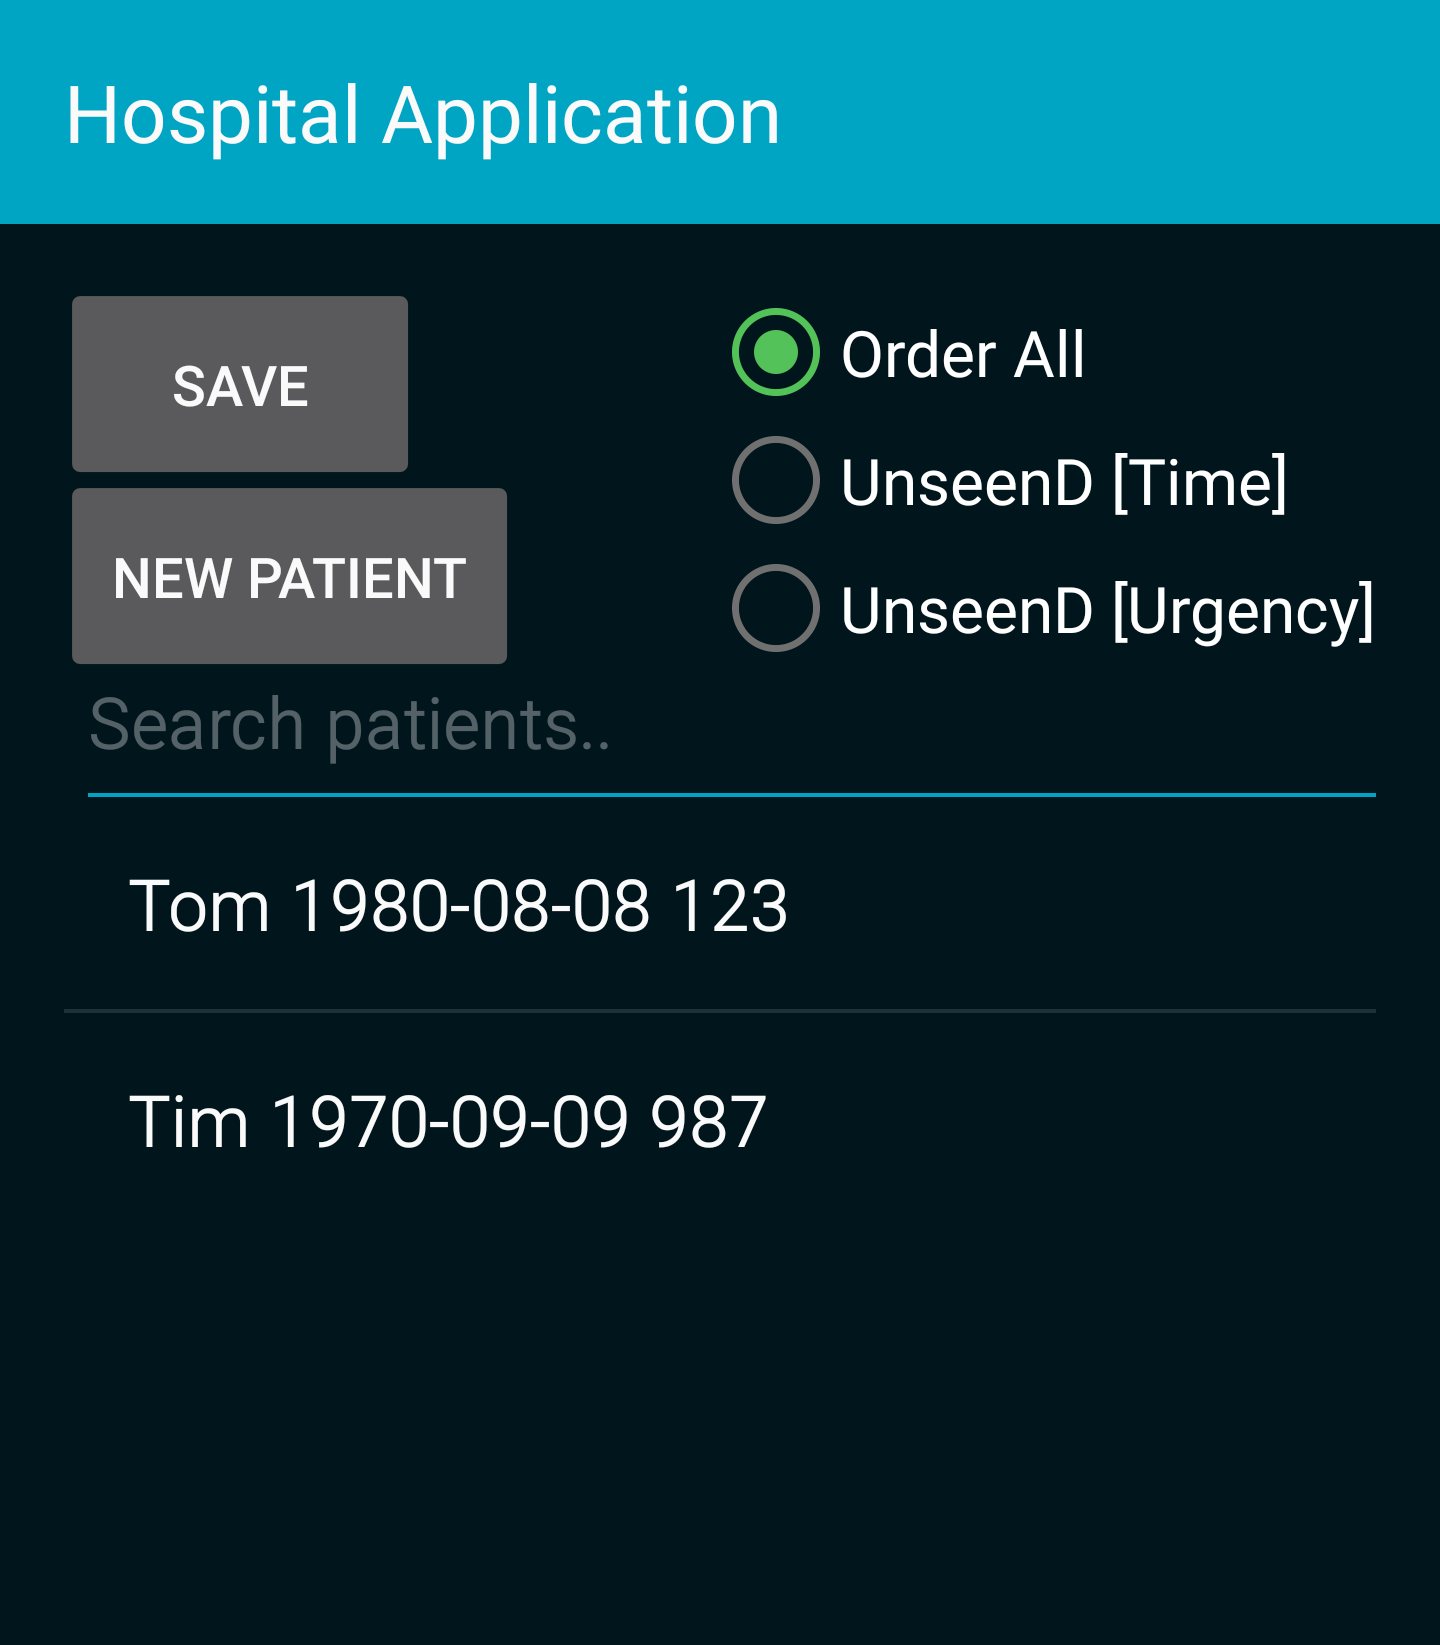 Hospital Application
SAVE
NEW PATIENT
Order All
UnseenD [Time]
UnseenD [Urgency]
Search patients..
Tom 1980-08-08 123
Tim 1970-09-09 987